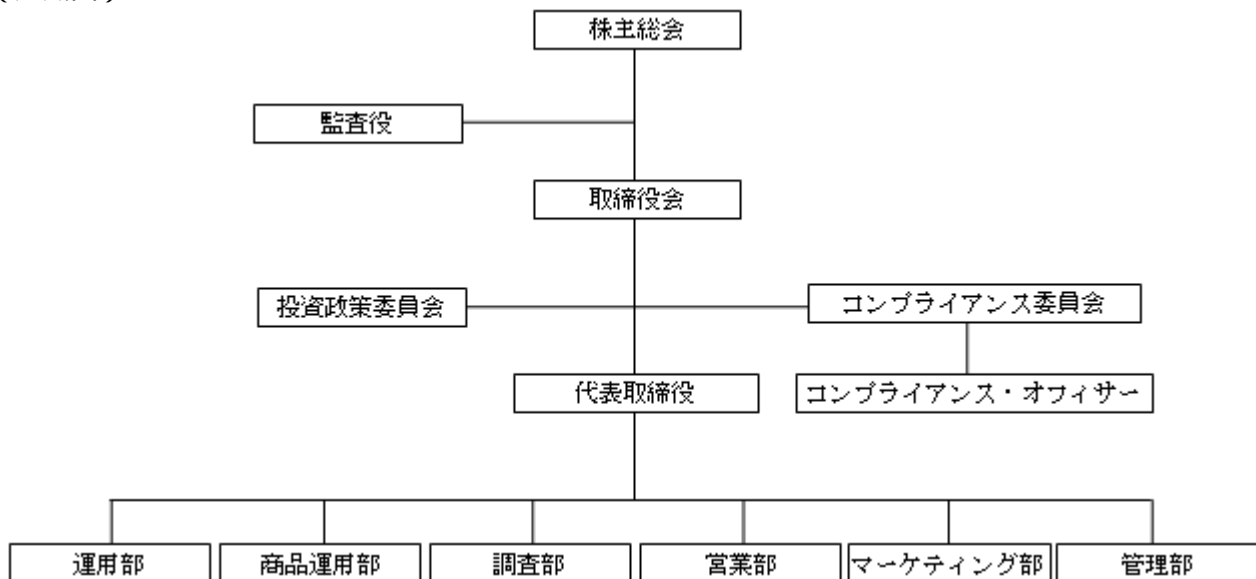 株主総会
監査役
取締役会
投資政策委員会
コンプライアンス委員会
代表取締役
コンプライアンス・オフィサー
運用部
商品運用部
調査部
営業部
マーケティング部
管理部